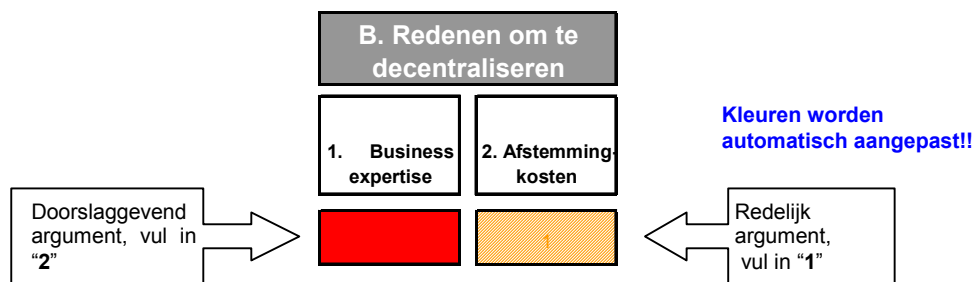 B. Redenen om te
decentraliseren
1. Business
expertise
2. Afstemming-
kosten
Kleuren worden
automatisch aangepast!!
Doorslaggevend
argument, vul in
“2”
1
Redelijk
argument,
vul in “1”